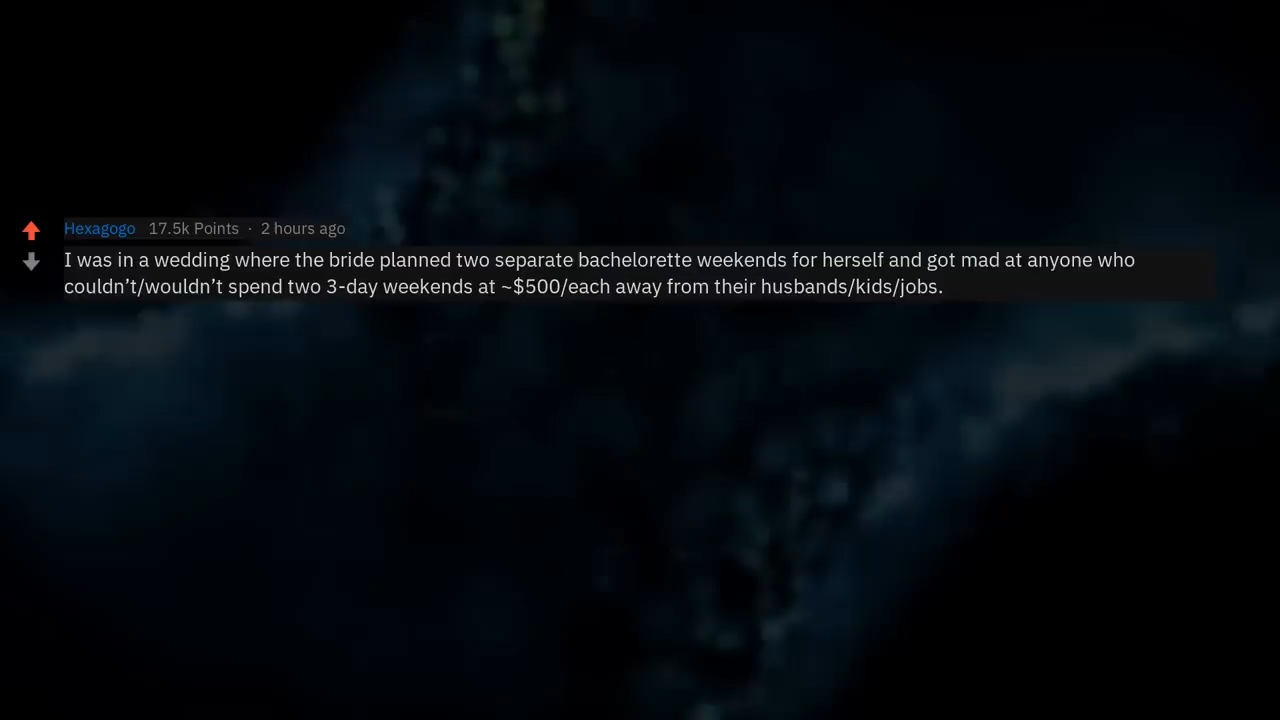 Hexagogo 17.5k Points · 2 hours ago
I was in a wedding where the bride planned two separate bachelorette weekends for herself and got mad at anyone who
couldn’t/wouldn’t spend two 3-day weekends at ~$500/each away from their husbands/kids/jobs.